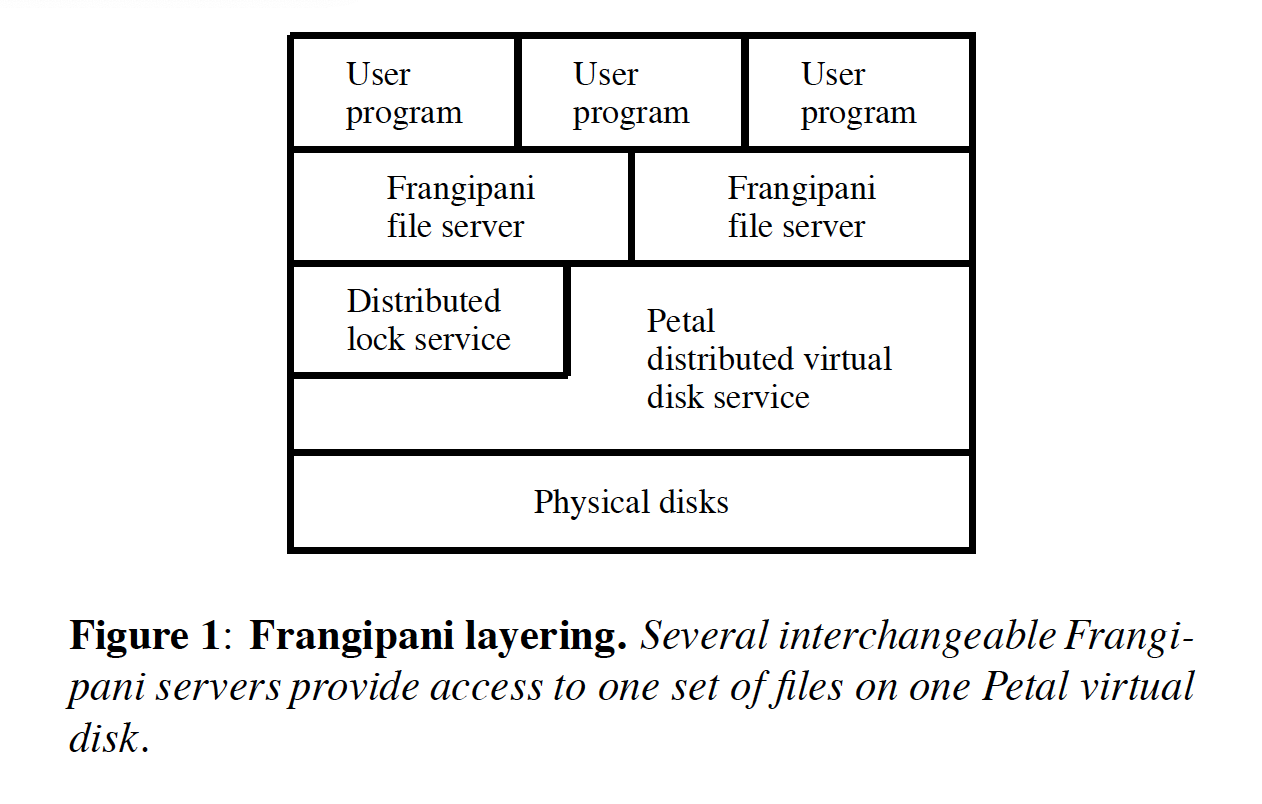 User
program
User
program
User
program
Frangipani
file server
Frangipani
file server
Distributed
lock service
Petal
distributed virtual
disk service
Physical disks
Figure 1: Frangipani layering. Several interchangeable Frangi-
pani servers provide access to one set of files on one Petal virtual
disk.